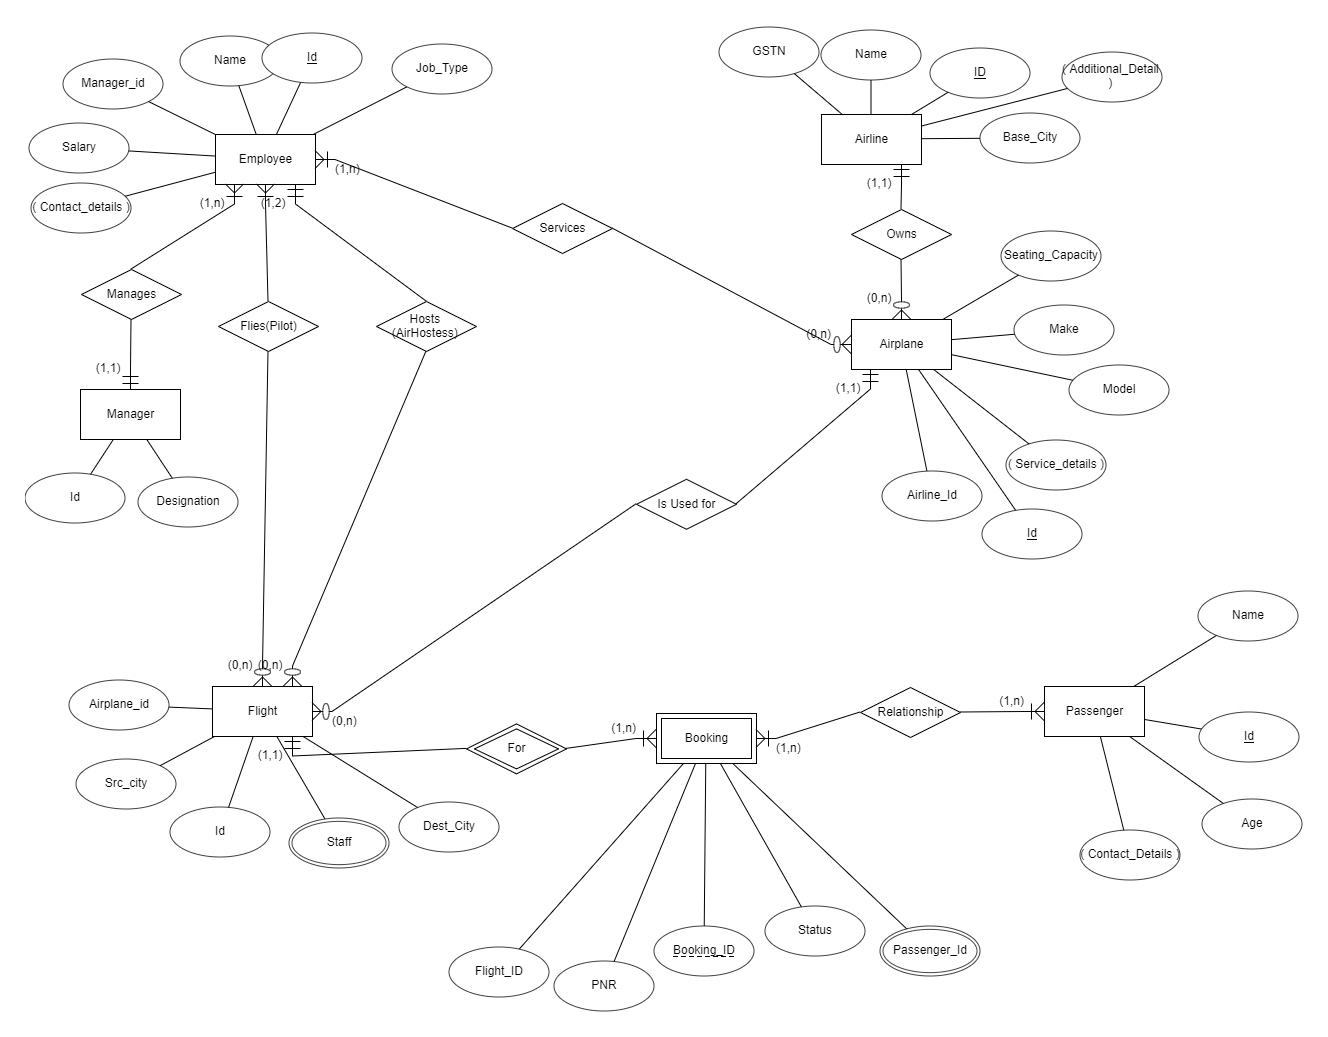 Name
Id
Job_Type
Manager_id
Salary
( Contact_details )
Employee
(1,n)
(1,n)
(1,2)
GSTN
Name
ID
( Additional_Detail
)
Base_City
Airline
(1,1)
Services
Owns
Manages
Flies(Pilot)
Hosts
(AirHostess)
(0,n)
(0,n)
Airplane
Seating_Capacity
Make
Model
( Service_details )
Airline_Id
Id
(1,1)
(1,1)
Manager
Id
Designation
Is Used for
(0,n)
(0,n)
Flight
(0,n)
(1,1)
Airplane_id
Src_city
Id
Staff
Dest_City
For
(1,n)
Booking
(1,n)
Relationship
(1,n)
Passenger
Name
Id
Age
( Contact_Details )
Flight_ID
PNR
Booking_ID
Status
Passenger_Id